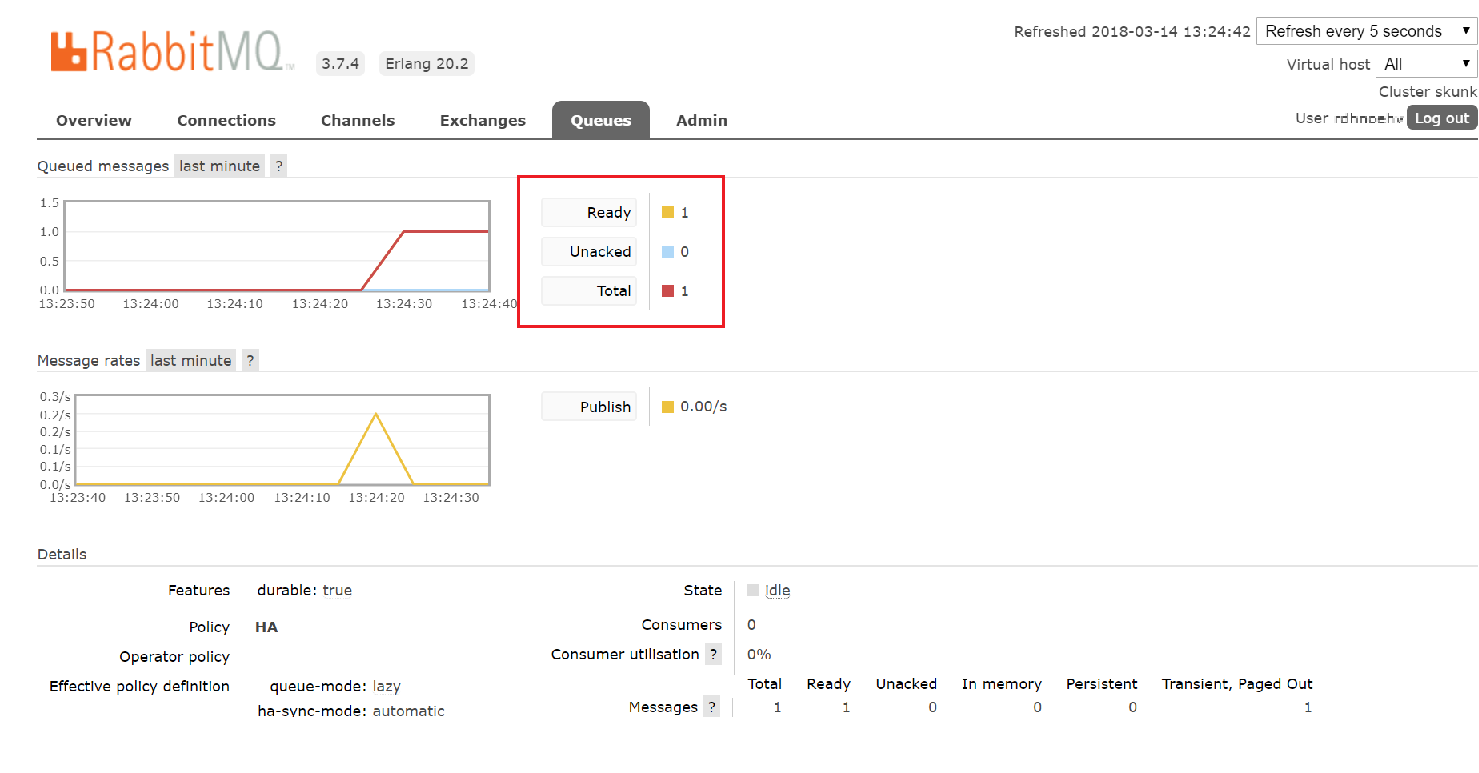 RabbitMQ TM 3.7.4 Erlang 20.2
Refreshed 2018-03-14 13:24:42 Refresh every 5 seconds
Virtual host All
Cluster skunk
User Log out
Overview Connections Channels Exchanges Queues Admin
Queued messages last minute ?
1.5
1.0
0.5
0.0
13:23:50 13:24:00 13:24:10 13:24:20 13:24:30 13:24:40
Ready 1
Unacked 0
Total 1
Message rates last minute ?
0.3/s
0.2/s
0.2/s
0.1/s
0.1/s
0.0/s
13:23:40 13:23:50 13:24:00 13:24:10 13:24:20 13:24:30
Publish 0.00/s
Details
Features durable: true
Policy HA
Operator policy
Effective policy definition queue-mode: lazy
ha-sync-mode: automatic
State idle
Consumers 0
Consumer utilisation ? 0%
Total Ready Unacked In memory Persistent Transient, Paged Out
Messages ? 1 1 0 0 0 1